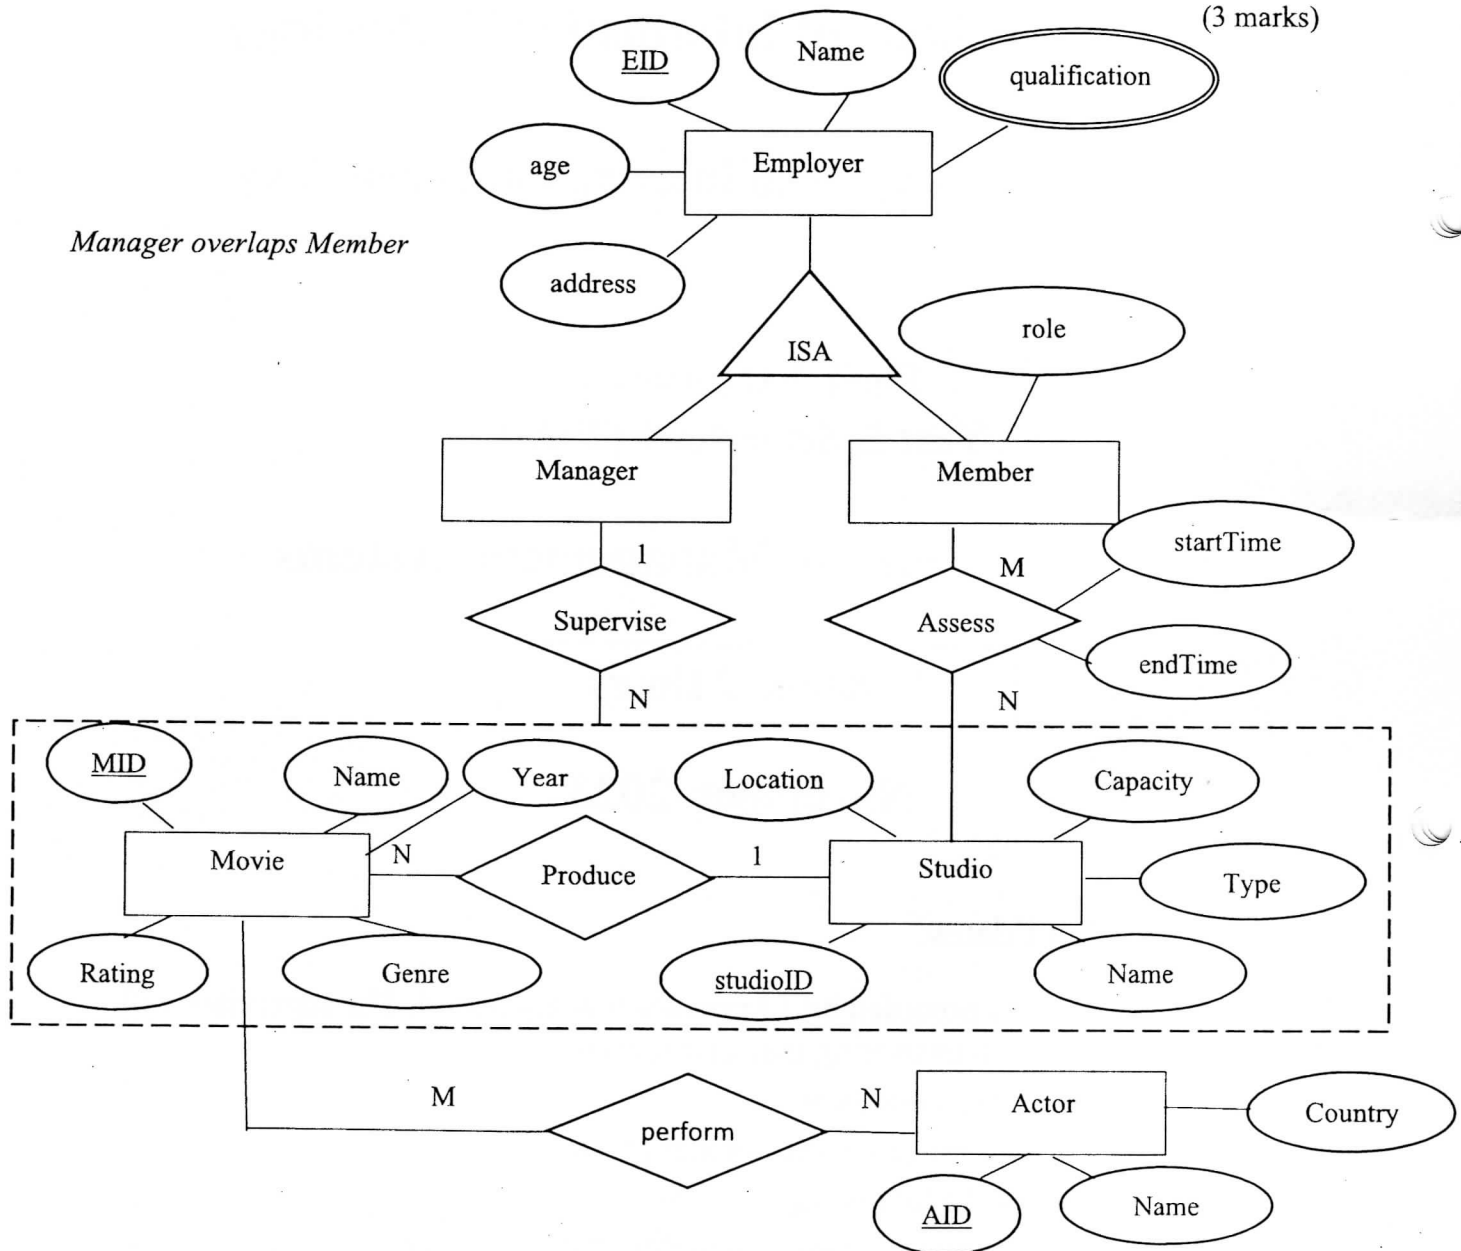 (3 marks)
EID
Name
qualification
age
Employer
Manager overlaps Member
address
ISA
role
Manager
Member
startTime
1
M
Supervise
Assess
endTime
N
N
MID
Name
Year
Location
Capacity
Movie
N
Produce
1
Studio
Type
Rating
Genre
studioID
Name
M
N
Actor
Country
perform
AID
Name